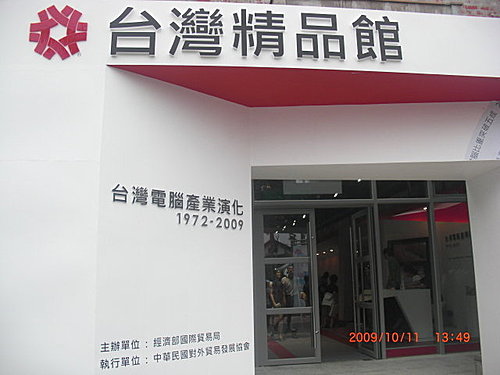 台灣精品館
台灣電腦產業演化
1972-2009
主辦單位：經濟部國際貿易局
執行單位：中華民國對外貿易發展協會
2009/10/11 13:49